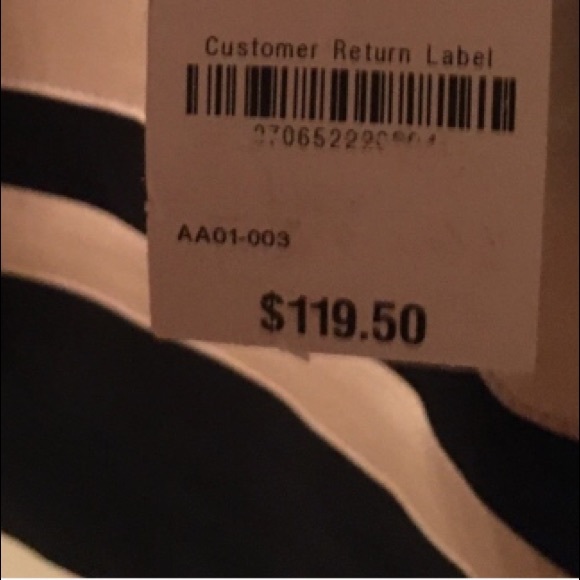 Customer Return Label
AA01-003
$119.50